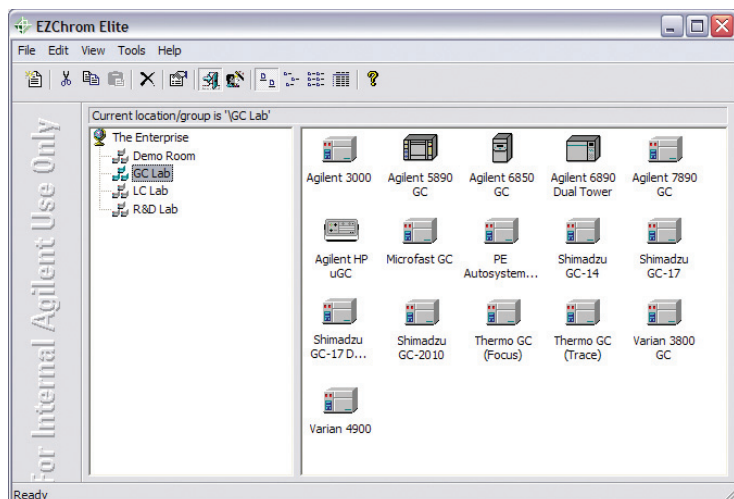 EZChrom Elite
File Edit View Tools Help
For Internal Agilent Use Only
Current location/group is '\GC Lab'
The Enterprise
Demo Room
GC Lab
LC Lab
R&D Lab
Agilent 3000
Agilent 5890
GC
Agilent 6850
GC
Agilent 6890
Dual Tower
Agilent 7890
GC
Agilent HP
uGC
Microfast GC
PE
Autosystem...
Shimadzu
GC-14
Shimadzu
GC-17
Shimadzu
GC-17 D...
Shimadzu
GC-2010
Thermo GC
(Focus)
Thermo GC
(Trace)
Varian 3800
GC
Varian 4900
Ready